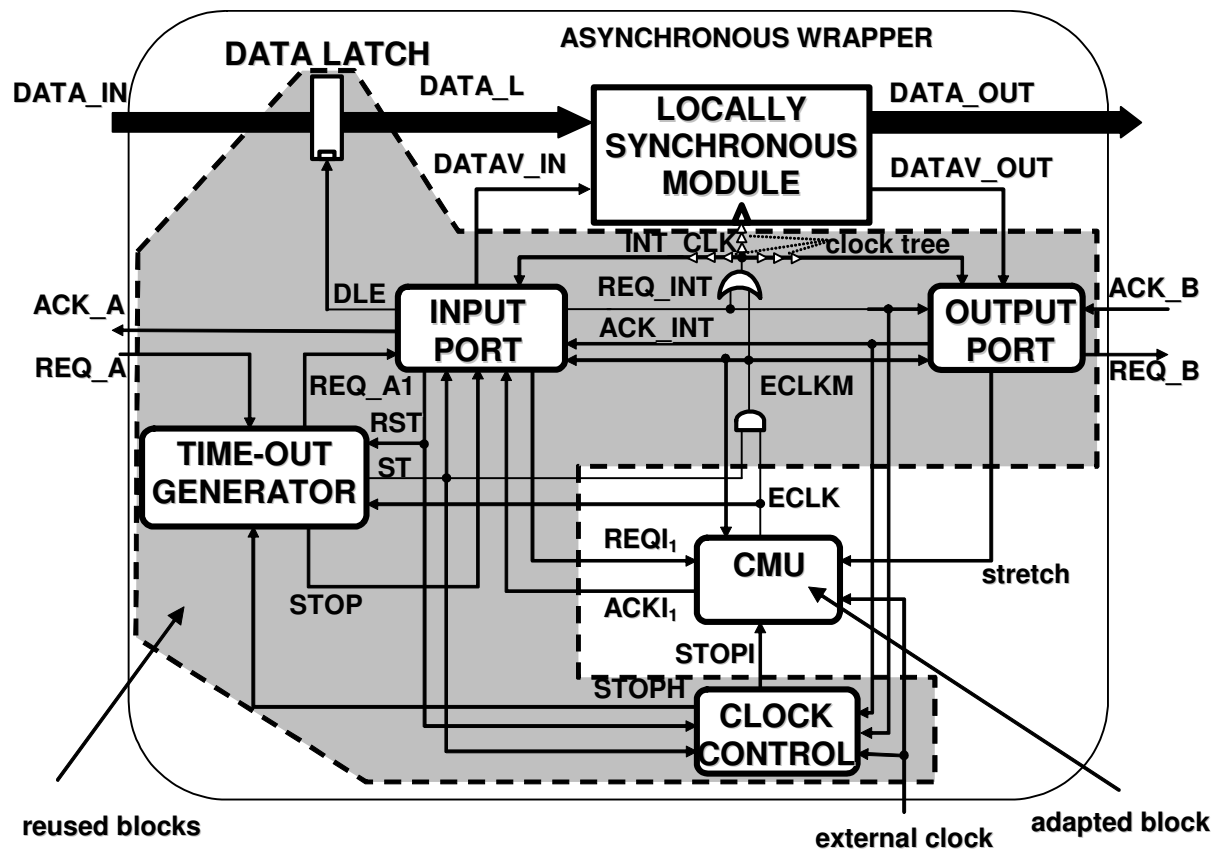 ASYNCHRONOUS WRAPPER
DATA LATCH
DATA_IN
DATA_L
DATA_OUT
LOCALLY
SYNCHRONOUS
MODULE
DATAV_IN
DATAV_OUT
INT_CLK
clock tree
DLE
REQ_INT
ACK_A
INPUT
PORT
OUTPUT
PORT
ACK_B
ACK_INT
REQ_A
REQ_A1
ECLKM
REQ_B
RST
TIME-OUT
GENERATOR
ST
ECLK
REQI₁
CMU
stretch
STOP
ACKI₁
STOPI
STOPH
CLOCK
CONTROL
reused blocks
external clock
adapted block